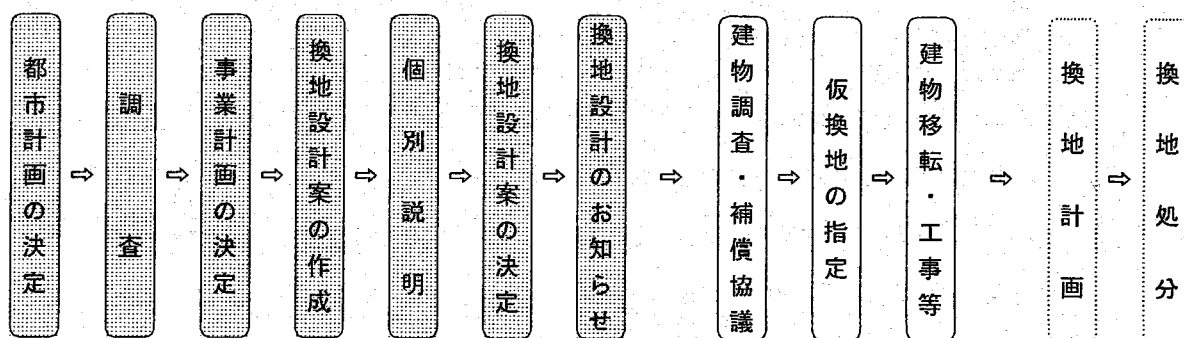 都市計画の決定
⇨
調査
⇨
事業計画の決定
⇨
換地設計案の作成
⇨
個別説明
⇨
換地設計案の決定
⇨
換地設計のお知らせ
⇨
建物調査・補償協議
⇨
仮換地の指定
⇨
建物移転・工事等
⇨
換地計画
⇨
換地処分